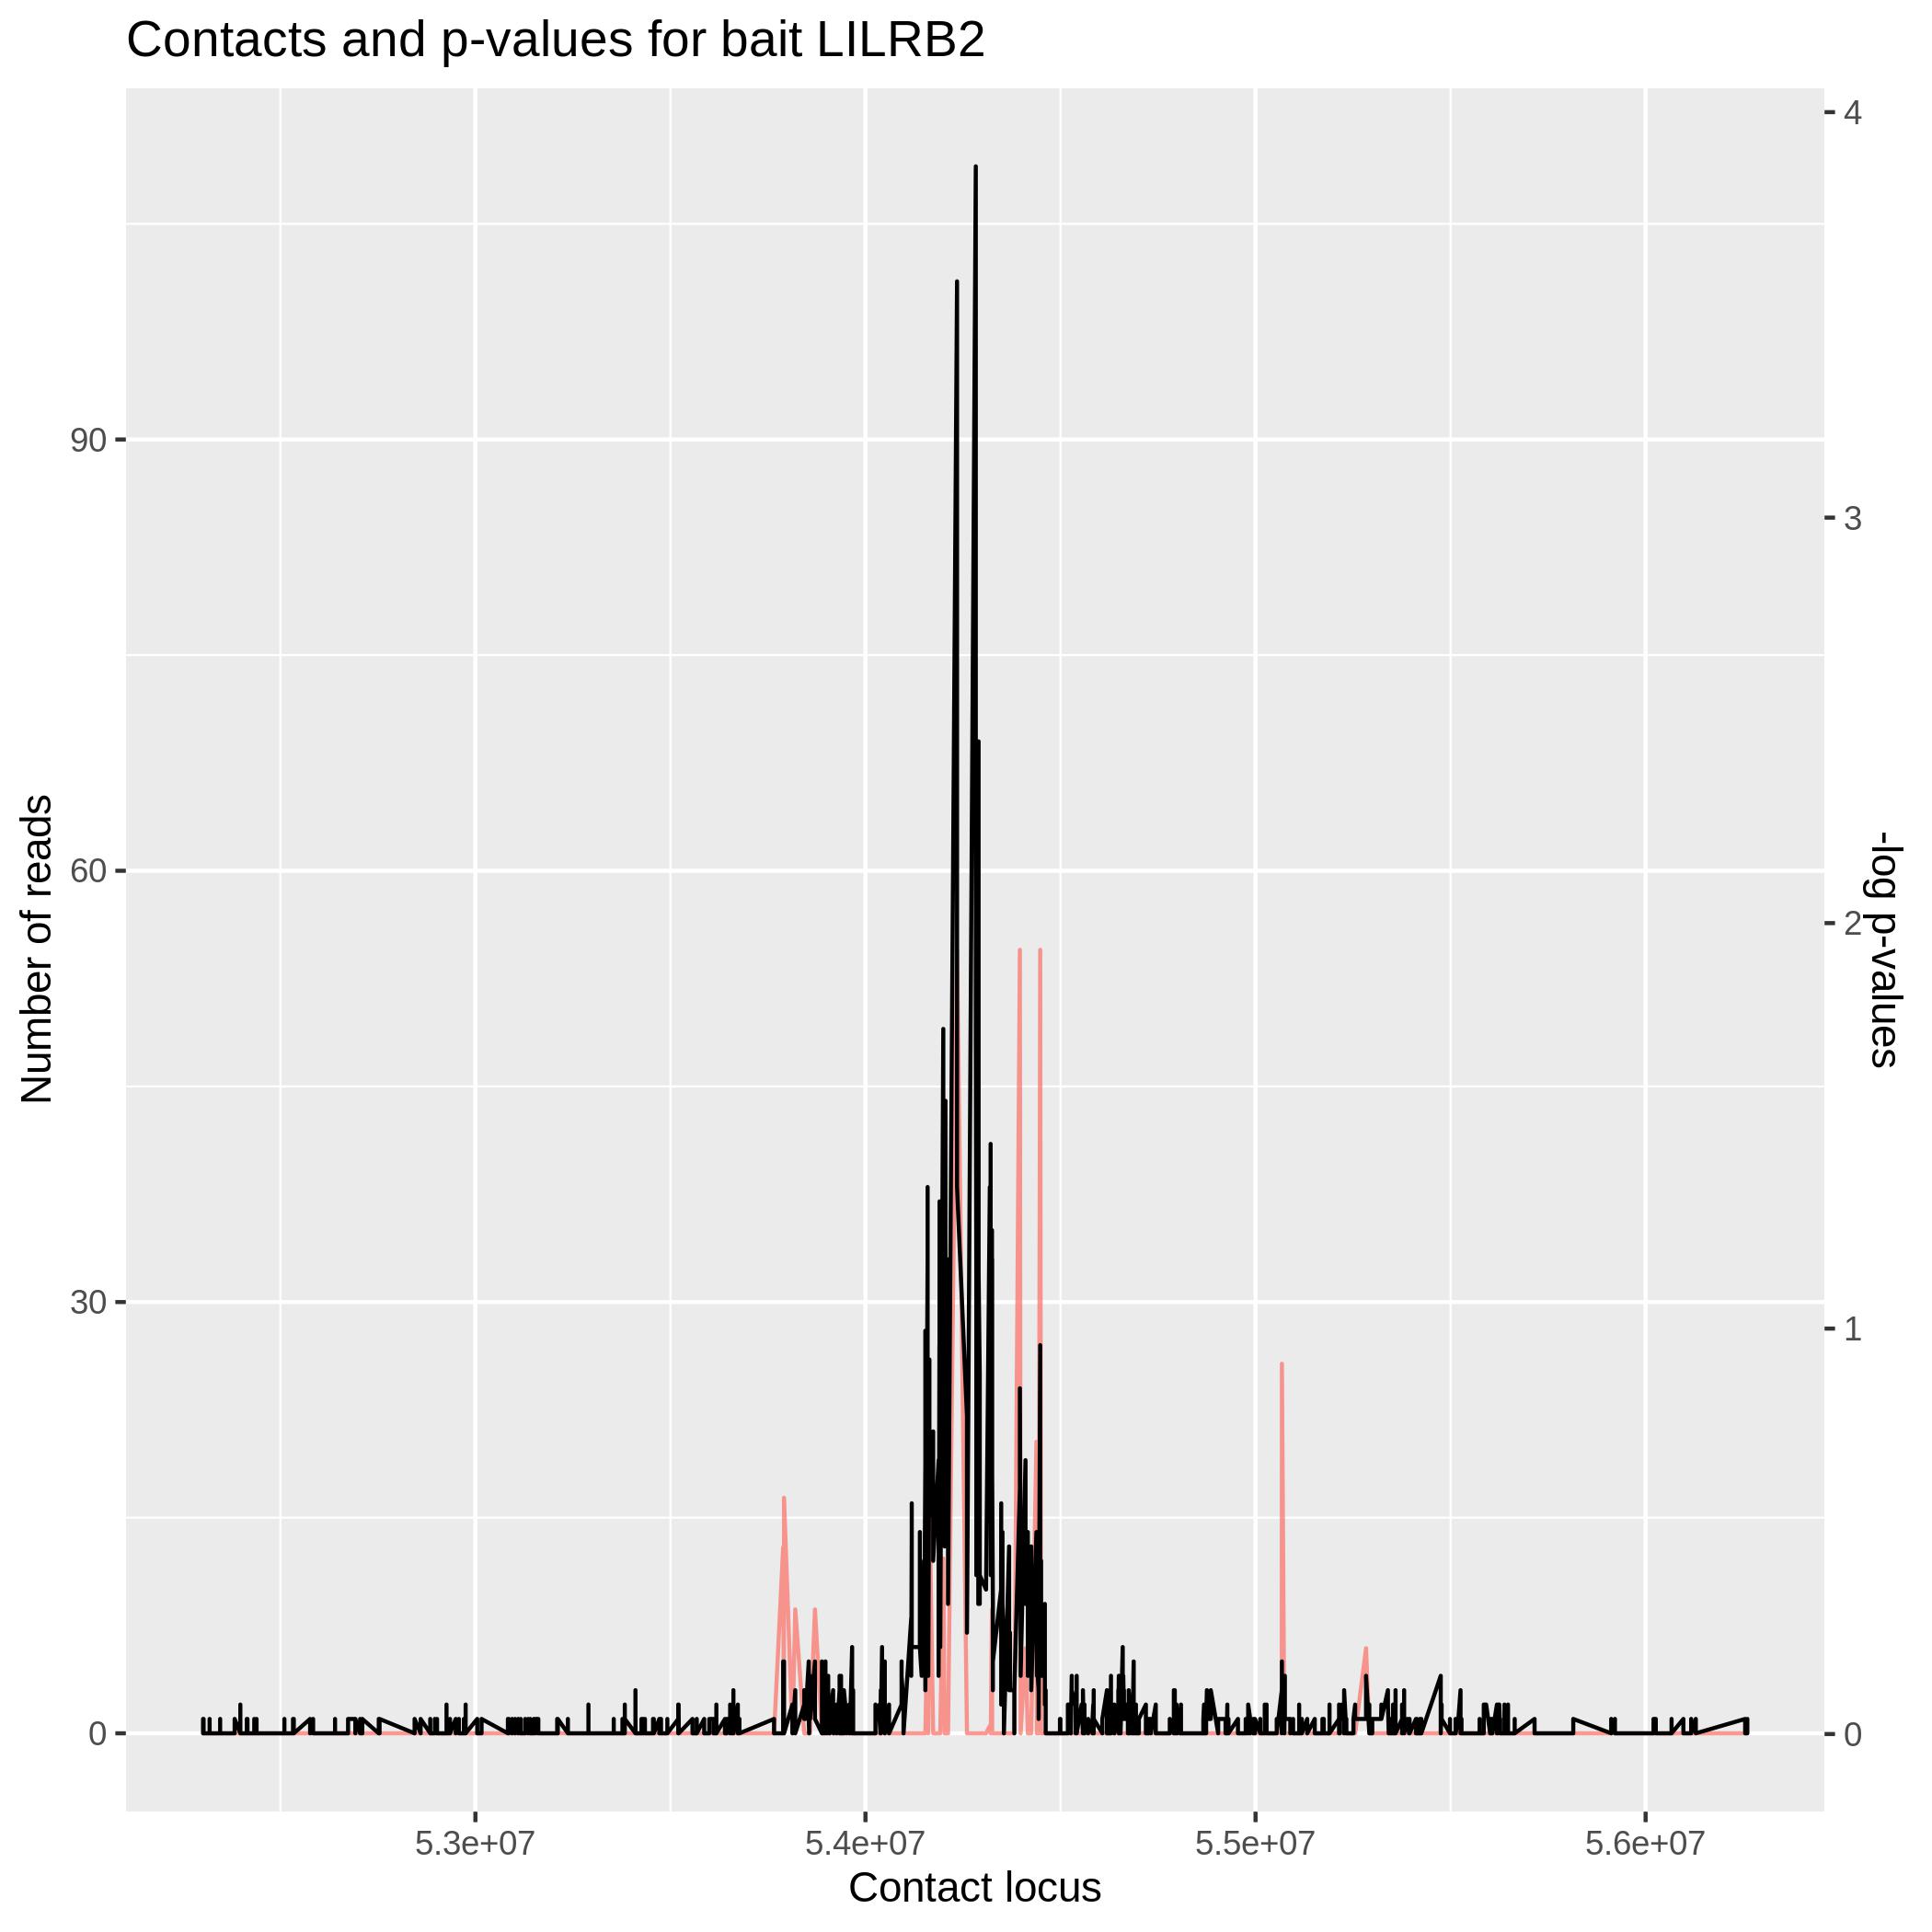 Contacts and p-values for bait LILRB2
Number of reads
90
60
30
0
4
3
2
1
0
-log p-values
5.3e+07
5.4e+07
5.5e+07
5.6e+07
Contact locus